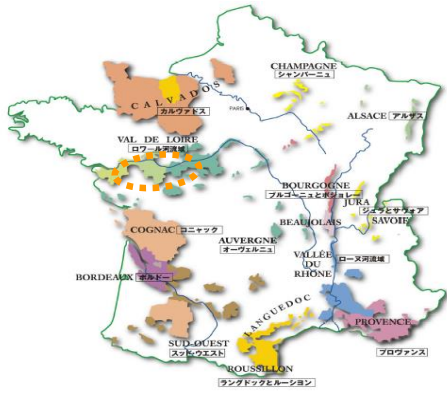 CHAMPAGNE
シャンパーニュ
CALVADOS
カルヴァドス
PARIS
ALSACE アルザス
VAL DE LOIRE
ロワール河流域
BOURGOGNE
ブルゴーニュとボジョレー
JURA
ジュラとサヴォア
SAVOIE
BEAUJOLAIS
COGNAC コニャック
AUVERGNE
オーヴェルニュ
VALLÉE
DU
RHÔNE
ローヌ河流域
BORDEAUX ボルドー
LANGUEDOC
PROVENCE
プロヴァンス
SUD-OUEST
スッド・ウエスト
ROUSSILLON
ラングドックとルーシヨン